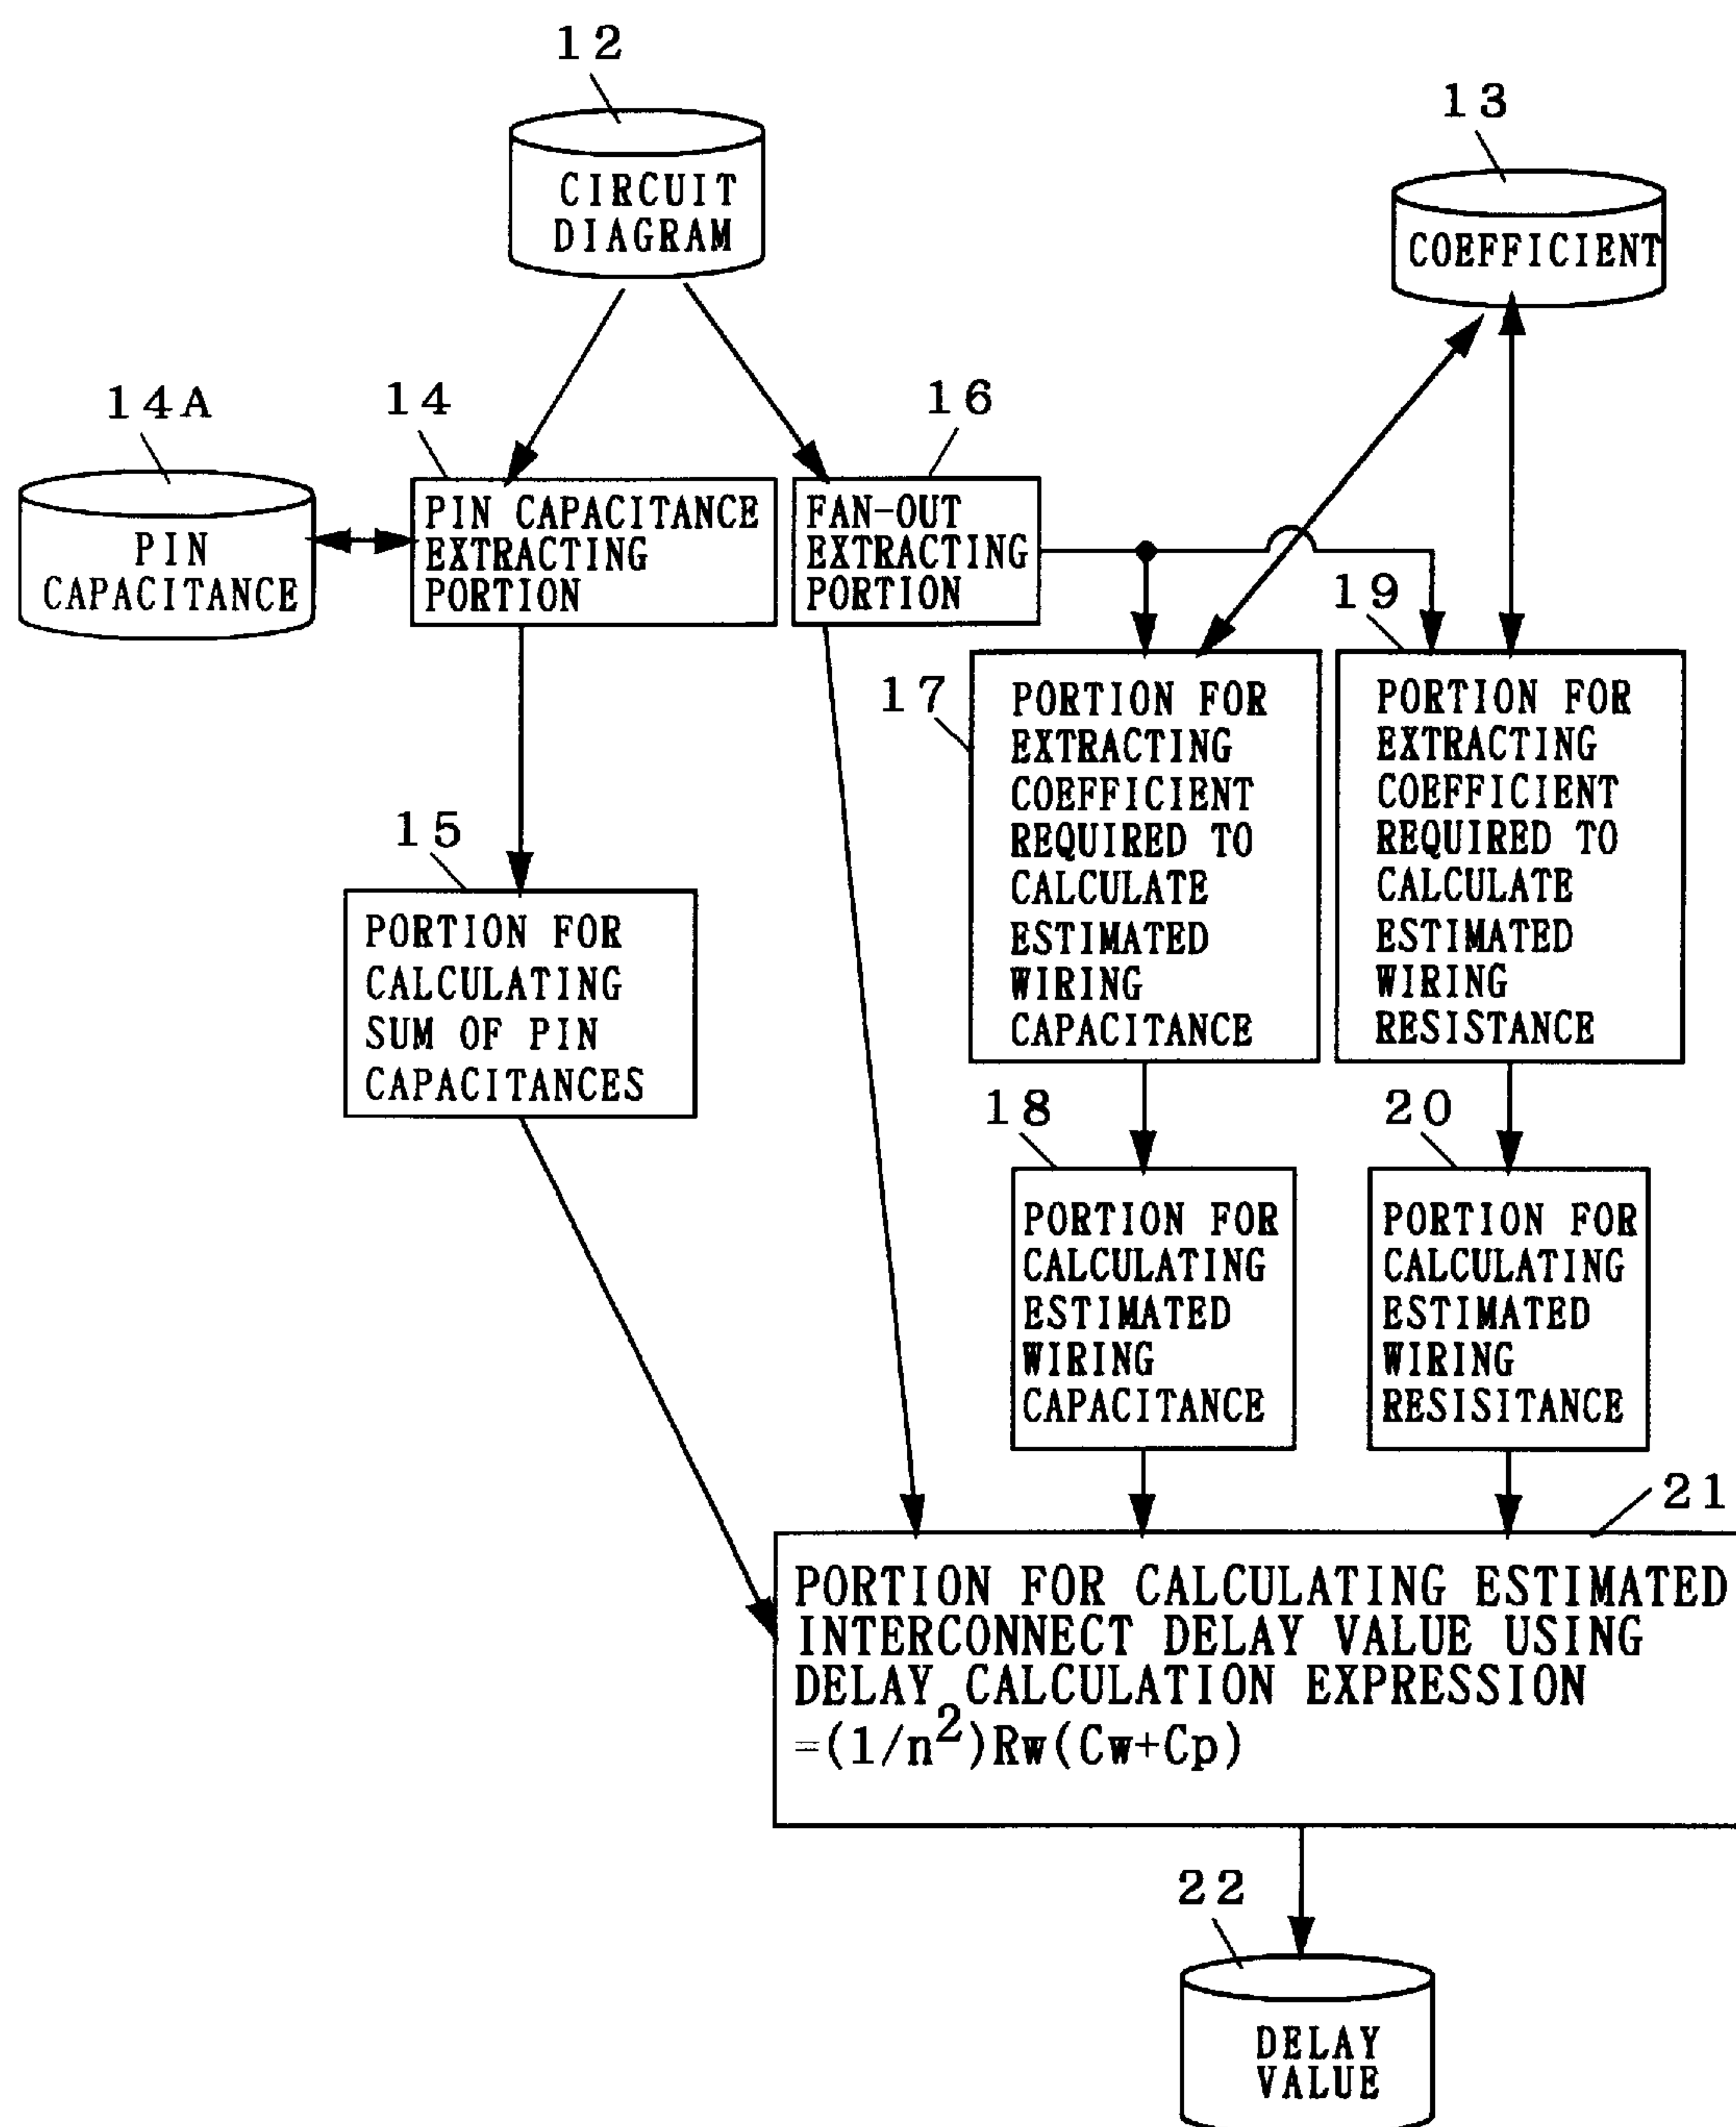 12
CIRCUIT
DIAGRAM
13
COEFFICIENT
14A
PIN
CAPACITANCE
14
PIN CAPACITANCE
EXTRACTING
PORTION
16
FAN-OUT
EXTRACTING
PORTION
17
PORTION FOR
EXTRACTING
COEFFICIENT
REQUIRED TO
CALCULATE
ESTIMATED
WIRING
CAPACITANCE
19
PORTION FOR
EXTRACTING
COEFFICIENT
REQUIRED TO
CALCULATE
ESTIMATED
WIRING
RESISTANCE
15
PORTION FOR
CALCULATING
SUM OF PIN
CAPACITANCES
18
PORTION FOR
CALCULATING
ESTIMATED
WIRING
CAPACITANCE
20
PORTION FOR
CALCULATING
ESTIMATED
WIRING
RESISITANCE
21
PORTION FOR CALCULATING ESTIMATED
INTERCONNECT DELAY VALUE USING
DELAY CALCULATION EXPRESSION
=(1/n²)Rw(Cw+Cp)
22
DELAY
VALUE